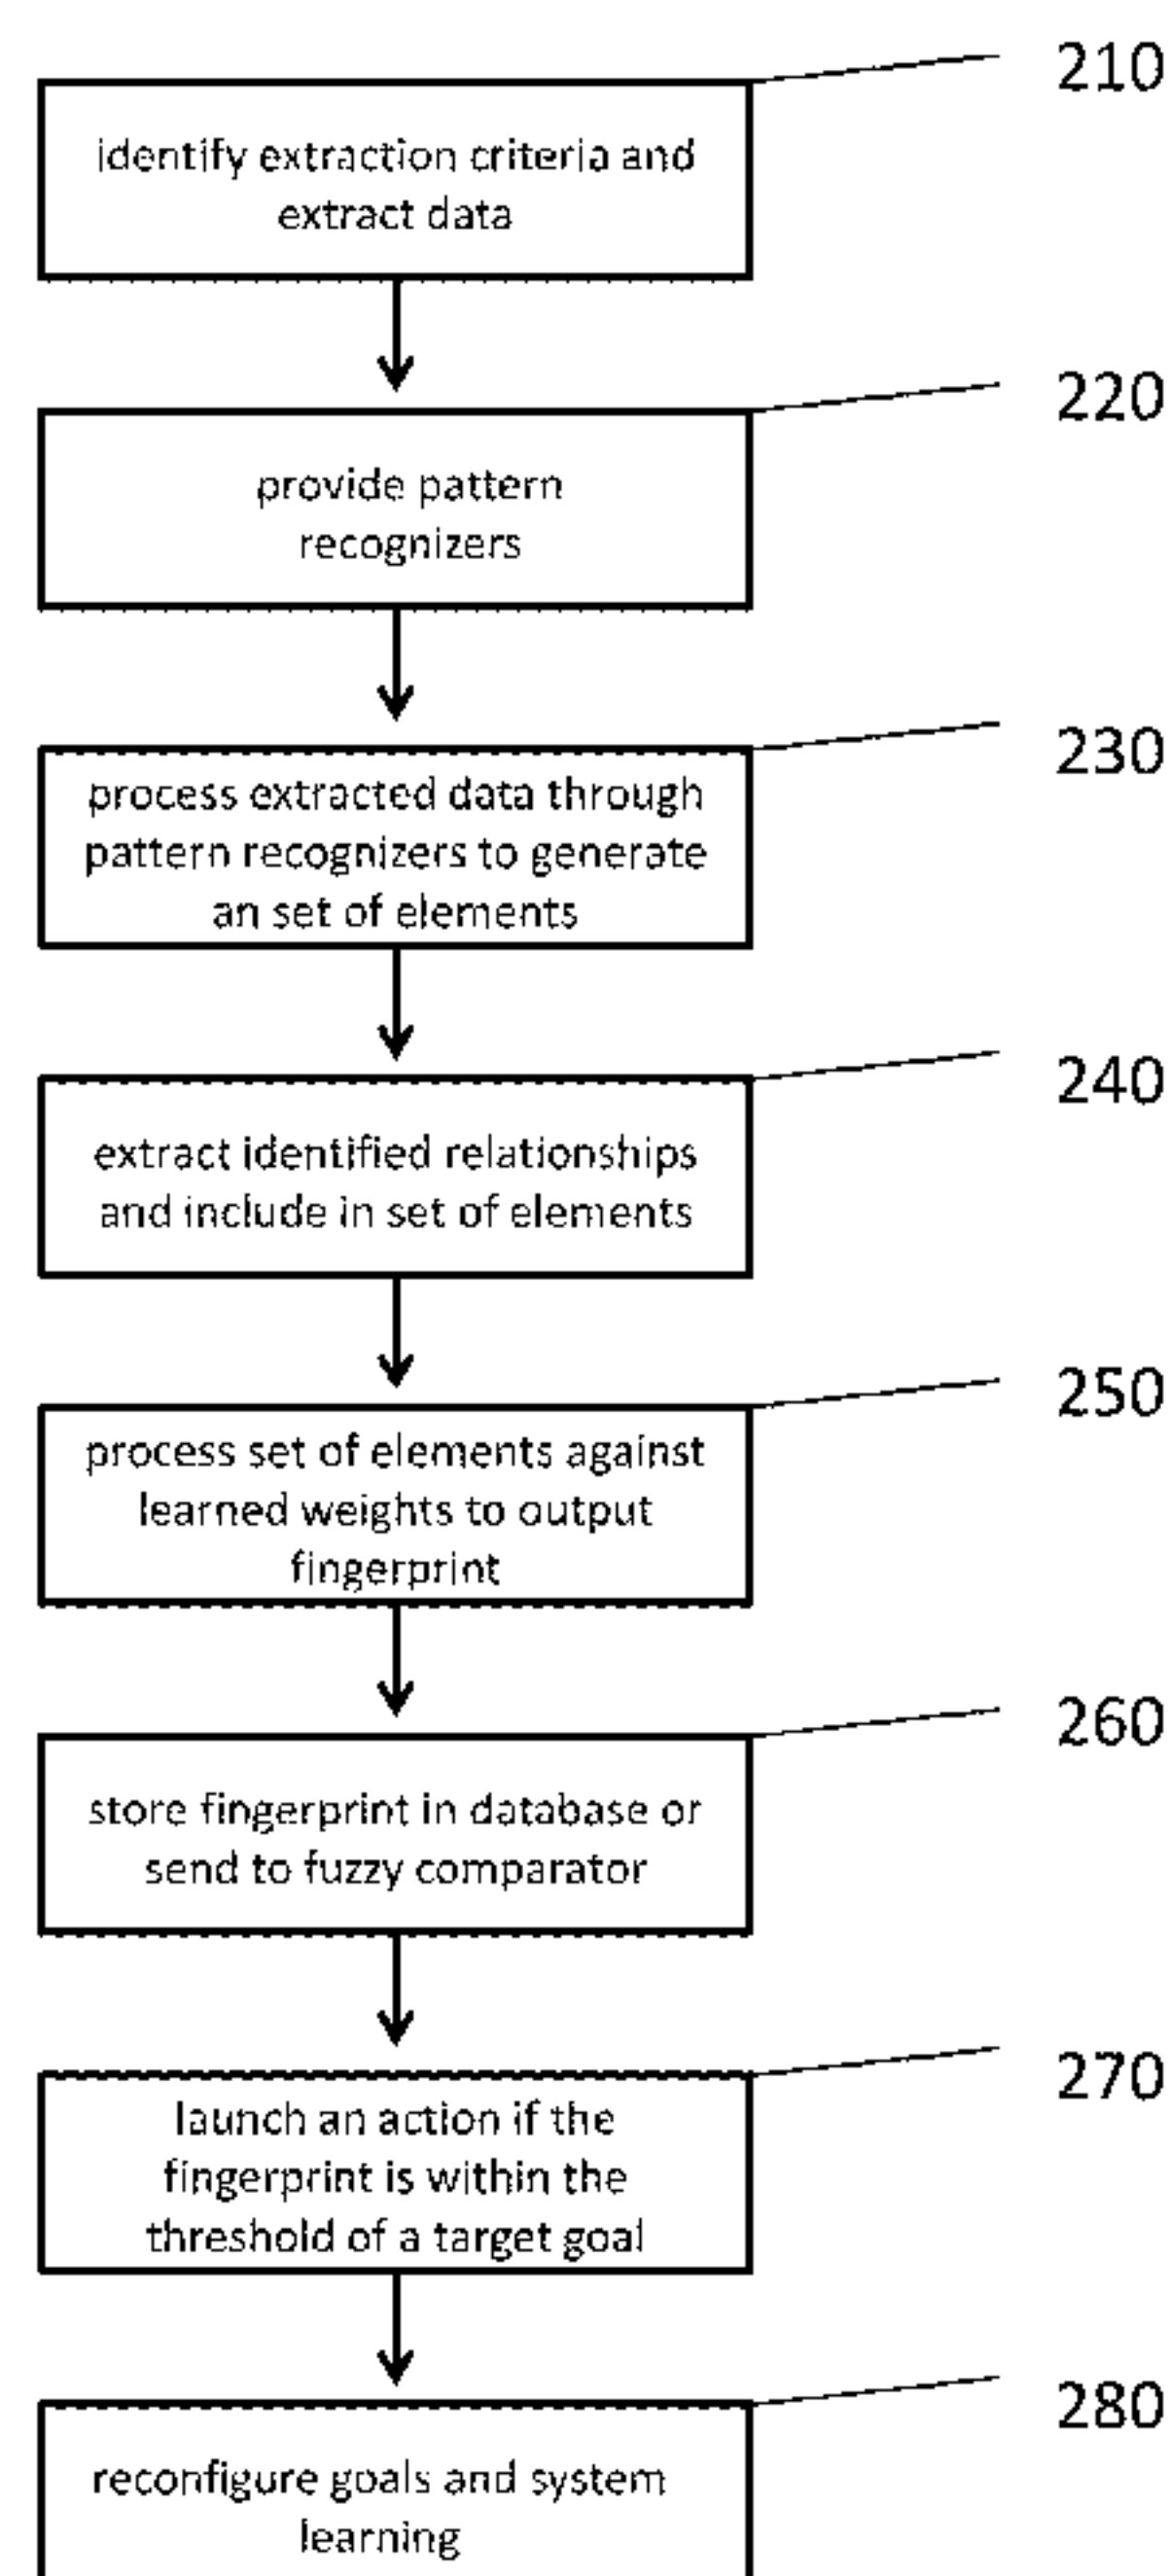 210
identify extraction criteria and
extract data
220
provide pattern
recognizers
230
process extracted data through
pattern recognizers to generate
an set of elements
240
extract identified relationships
and include in set of elements
250
process set of elements against
learned weights to output
fingerprint
260
store fingerprint in database or
send to fuzzy comparator
270
launch an action if the
fingerprint is within the
threshold of a target goal
280
reconfigure goals and system
learning